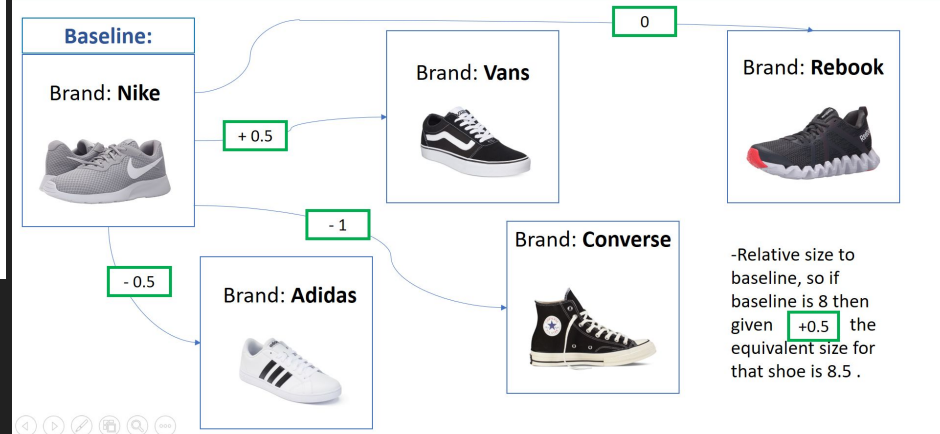 Baseline:
Brand: Nike
0
+ 0.5
- 1
- 0.5
Brand: Vans
Brand: Rebook
Brand: Adidas
Brand: Converse
-Relative size to
baseline, so if
baseline is 8 then
given +0.5 the
equivalent size for
that shoe is 8.5 .